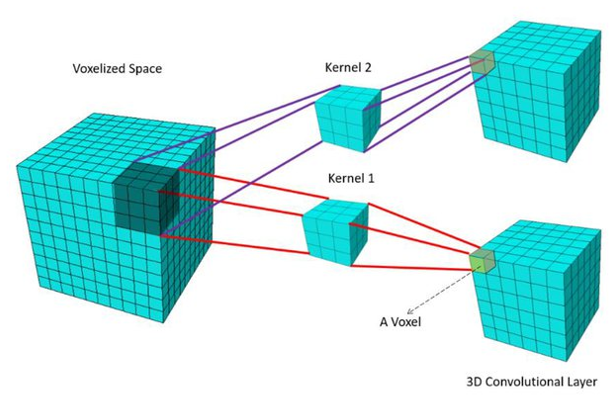 Voxelized Space
Kernel 2
Kernel 1
A Voxel
3D Convolutional Layer